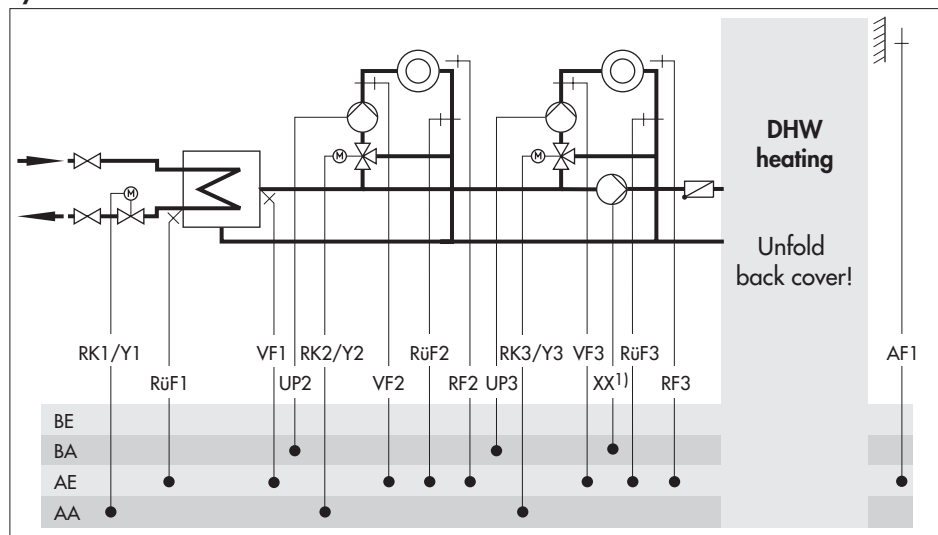 M
M
M
DHW
heating
Unfold
back cover!
RK1/Y1 VF1 RK2/Y2 RüF2 RK3/Y3 VF3 RüF3 AF1
RüF1 UP2 VF2 RF2 UP3 XX1) RF3
BE
BA
AE
AA